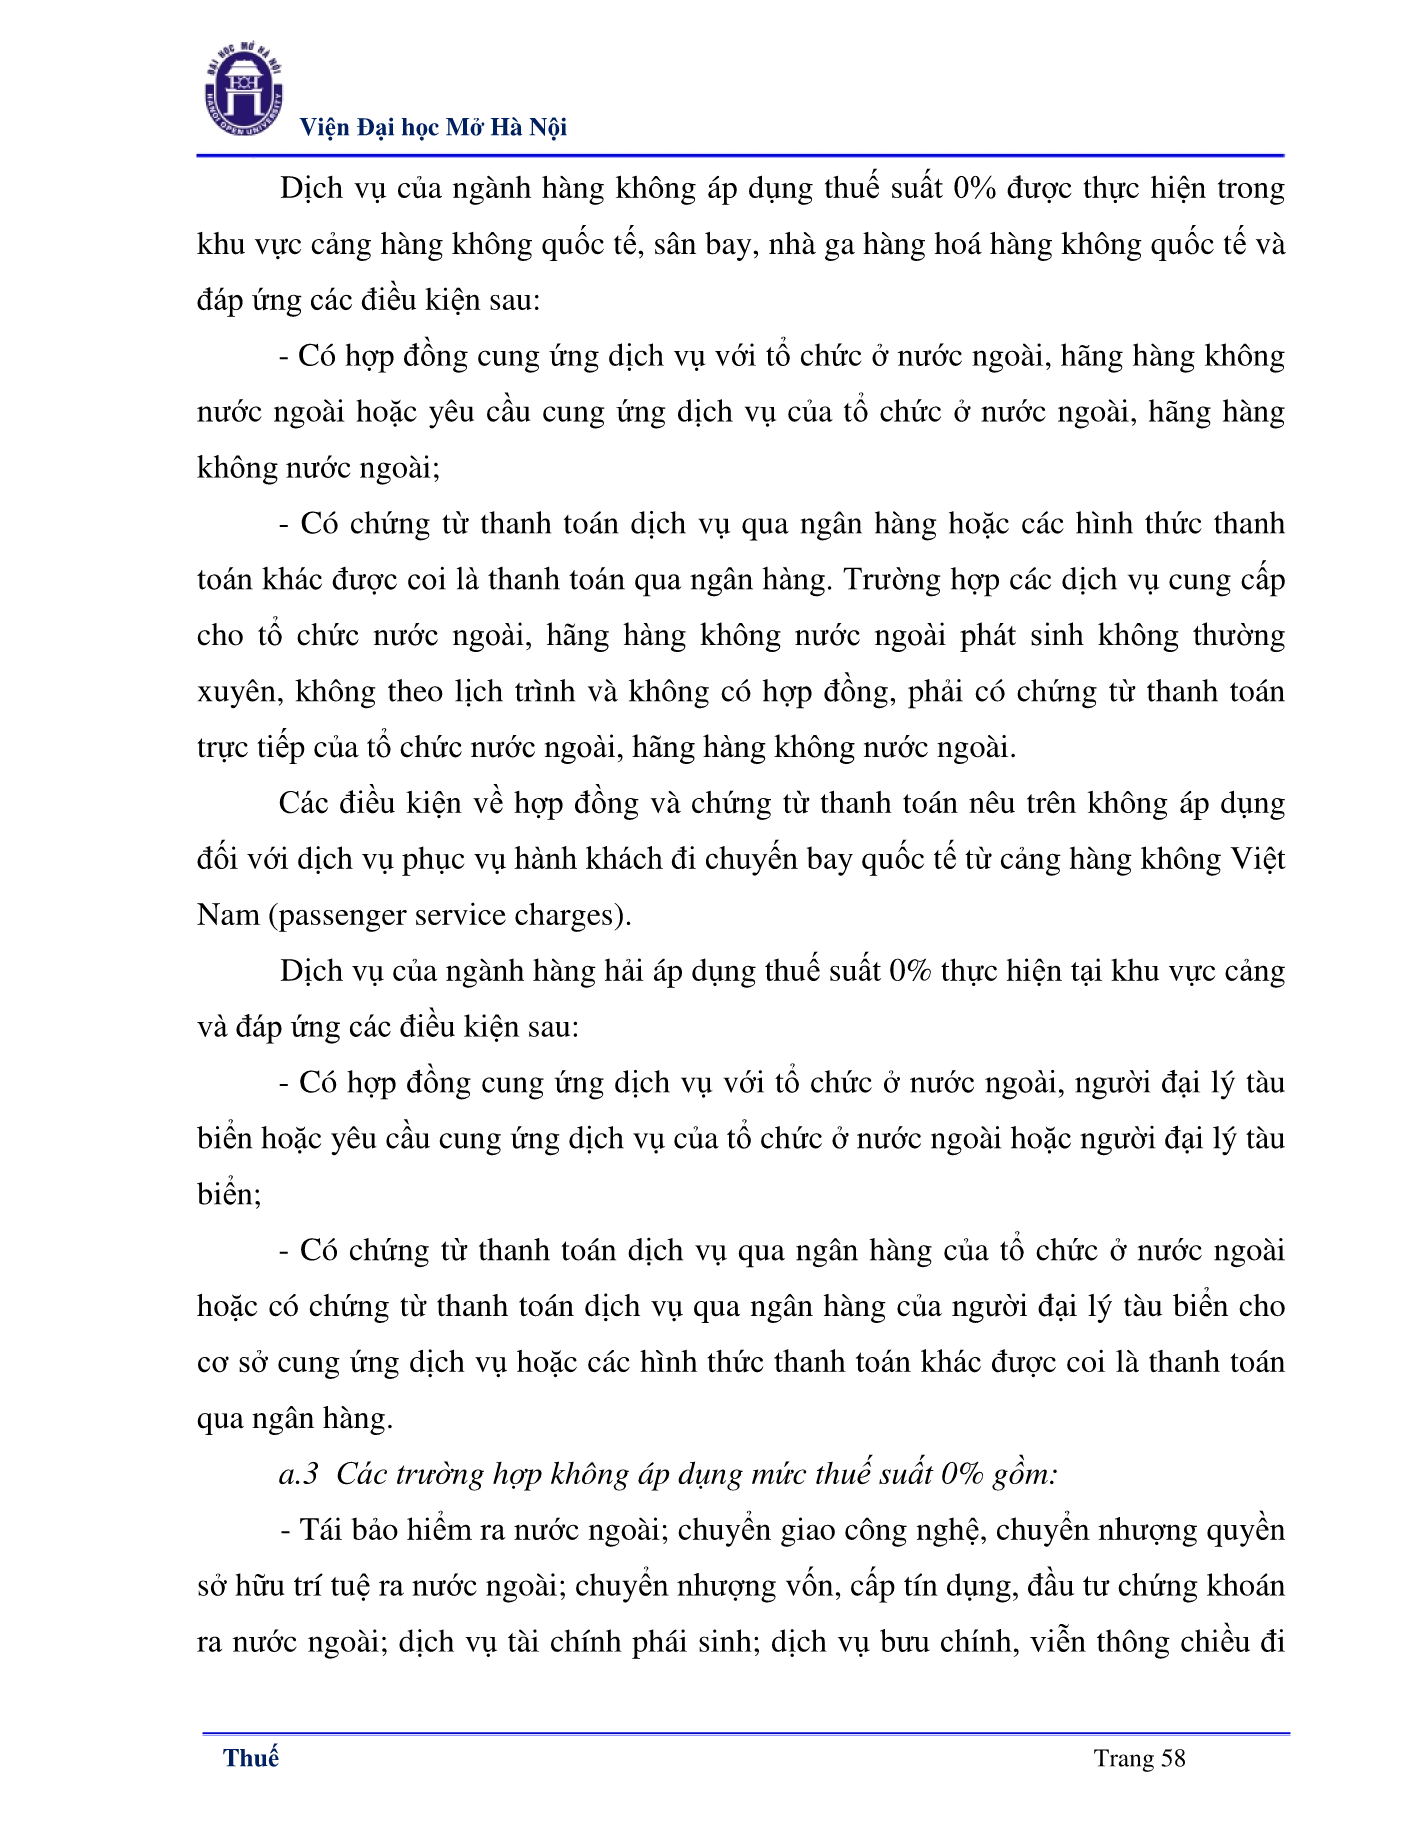 ĐẠI HỌC MỞ HÀ NỘI
HANOI OPEN UNIVERSITY
Viện Đại học Mở Hà Nội
Dịch vụ của ngành hàng không áp dụng thuế suất 0% được thực hiện trong
khu vực cảng hàng không quốc tế, sân bay, nhà ga hàng hoá hàng không quốc tế và
đáp ứng các điều kiện sau:
- Có hợp đồng cung ứng dịch vụ với tổ chức ở nước ngoài, hãng hàng không
nước ngoài hoặc yêu cầu cung ứng dịch vụ của tổ chức ở nước ngoài, hãng hàng
không nước ngoài;
- Có chứng từ thanh toán dịch vụ qua ngân hàng hoặc các hình thức thanh
toán khác được coi là thanh toán qua ngân hàng. Trường hợp các dịch vụ cung cấp
cho tổ chức nước ngoài, hãng hàng không nước ngoài phát sinh không thường
xuyên, không theo lịch trình và không có hợp đồng, phải có chứng từ thanh toán
trực tiếp của tổ chức nước ngoài, hãng hàng không nước ngoài.
Các điều kiện về hợp đồng và chứng từ thanh toán nêu trên không áp dụng
đối với dịch vụ phục vụ hành khách đi chuyến bay quốc tế từ cảng hàng không Việt
Nam (passenger service charges).
Dịch vụ của ngành hàng hải áp dụng thuế suất 0% thực hiện tại khu vực cảng
và đáp ứng các điều kiện sau:
- Có hợp đồng cung ứng dịch vụ với tổ chức ở nước ngoài, người đại lý tàu
biển hoặc yêu cầu cung ứng dịch vụ của tổ chức ở nước ngoài hoặc người đại lý tàu
biển;
- Có chứng từ thanh toán dịch vụ qua ngân hàng của tổ chức ở nước ngoài
hoặc có chứng từ thanh toán dịch vụ qua ngân hàng của người đại lý tàu biển cho
cơ sở cung ứng dịch vụ hoặc các hình thức thanh toán khác được coi là thanh toán
qua ngân hàng.
a.3 Các trường hợp không áp dụng mức thuế suất 0% gồm:
- Tái bảo hiểm ra nước ngoài; chuyển giao công nghệ, chuyển nhượng quyền
sở hữu trí tuệ ra nước ngoài; chuyển nhượng vốn, cấp tín dụng, đầu tư chứng khoán
ra nước ngoài; dịch vụ tài chính phái sinh; dịch vụ bưu chính, viễn thông chiều đi
Thuế
Trang 58